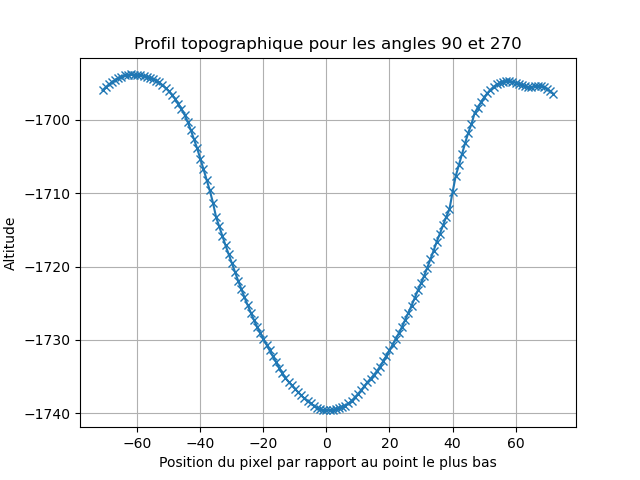 Profil topographique pour les angles 90 et 270
Altitude
−1700
−1710
−1720
−1730
−1740
−60 −40 −20 0 20 40 60
Position du pixel par rapport au point le plus bas